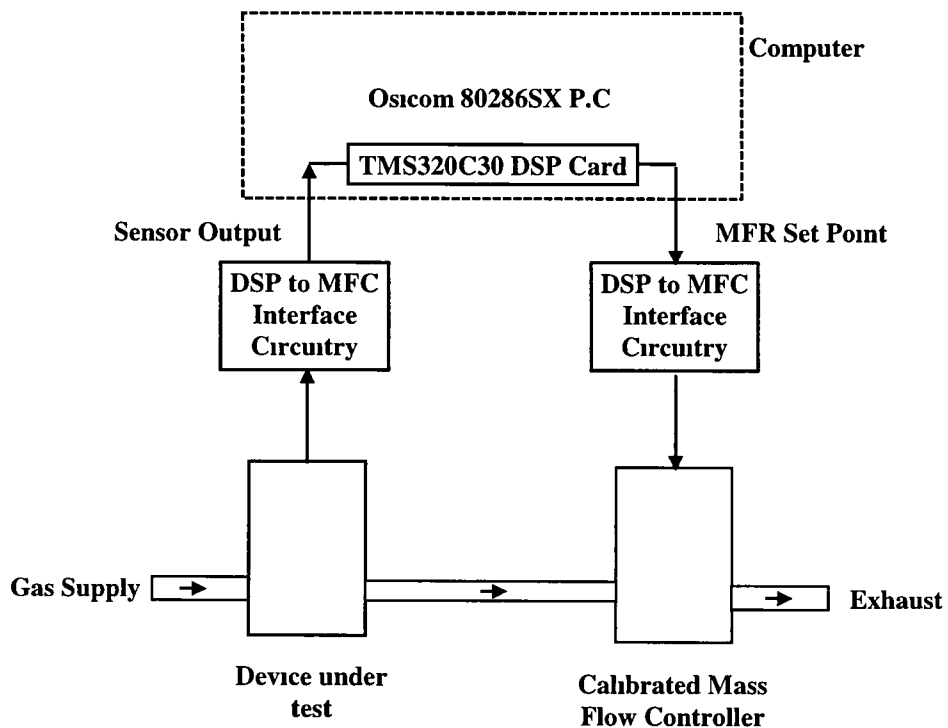 Computer
Osicom 80286SX P.C
TMS320C30 DSP Card
Sensor Output
MFR Set Point
DSP to MFC
Interface
Circuitry
DSP to MFC
Interface
Circuitry
Gas Supply
Exhaust
Device under
test
Calibrated Mass
Flow Controller